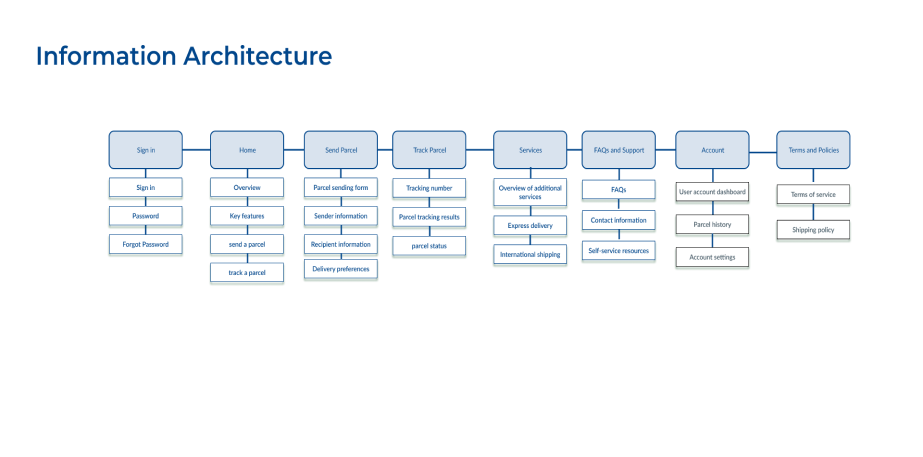 Information Architecture
Sign in
Home
Send Parcel
Track Parcel
Services
FAQs and Support
Account
Terms and Policies
Sign in
Password
Forgot Password
Overview
Key features
send a parcel
track a parcel
Parcel sending form
Sender information
Recipient information
Delivery preferences
Tracking number
Parcel tracking results
parcel status
Overview of additional
services
Express delivery
International shipping
FAQs
Contact information
Self-service resources
User account dashboard
Parcel history
Account settings
Terms of service
Shipping policy